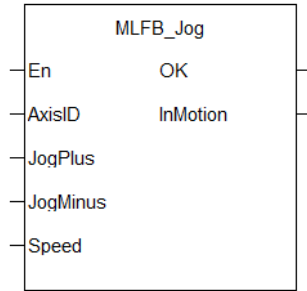 MLFB_Jog
En OK
AxisID InMotion
JogPlus
JogMinus
Speed